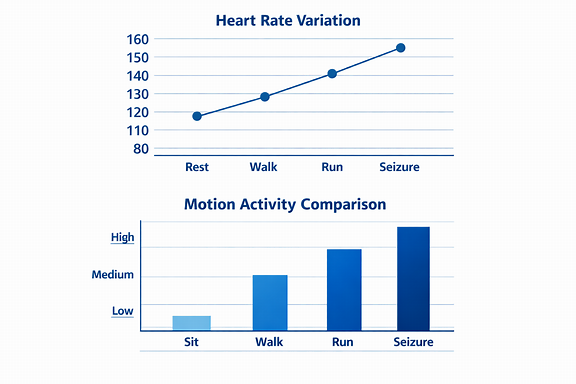 Heart Rate Variation
160
150
140
130
120
110
80
Rest Walk Run Seizure
Motion Activity Comparison
High
Medium
Low
Sit Walk Run Seizure